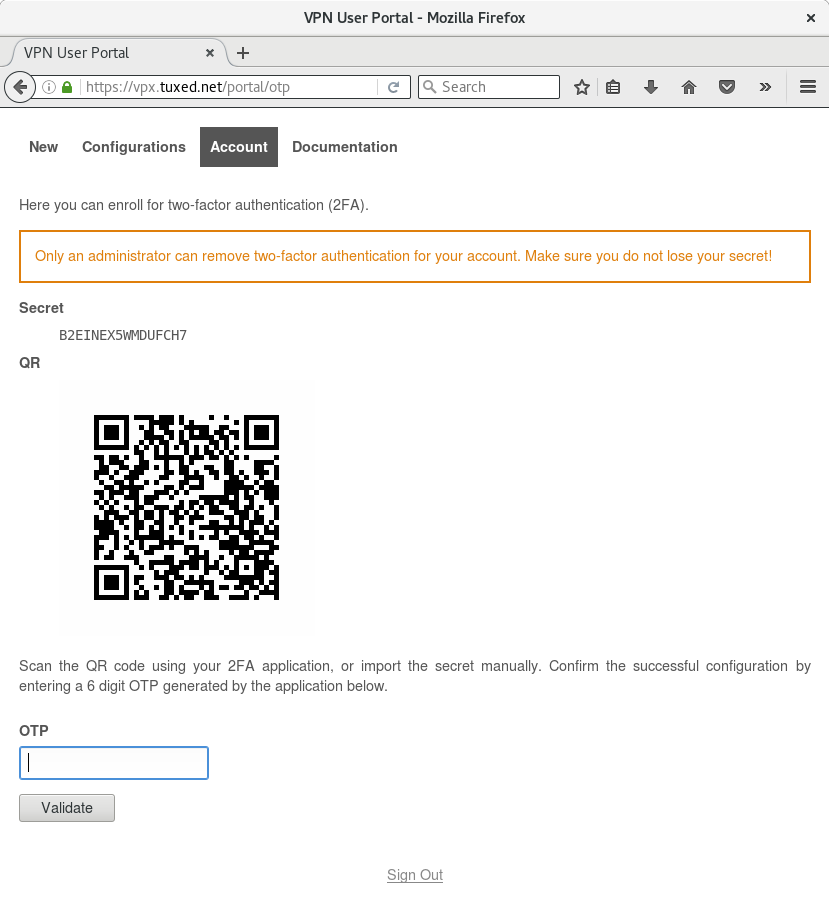 VPN User Portal - Mozilla Firefox
VPN User Portal
https://vpx.tuxed.net/portal/otp
Search
New Configurations Account Documentation
Here you can enroll for two-factor authentication (2FA).
Only an administrator can remove two-factor authentication for your account. Make sure you do not lose your secret!
Secret
B2EINEX5WMDUFCH7
QR
Scan the QR code using your 2FA application, or import the secret manually. Confirm the successful configuration by
entering a 6 digit OTP generated by the application below.
OTP
Validate
Sign Out